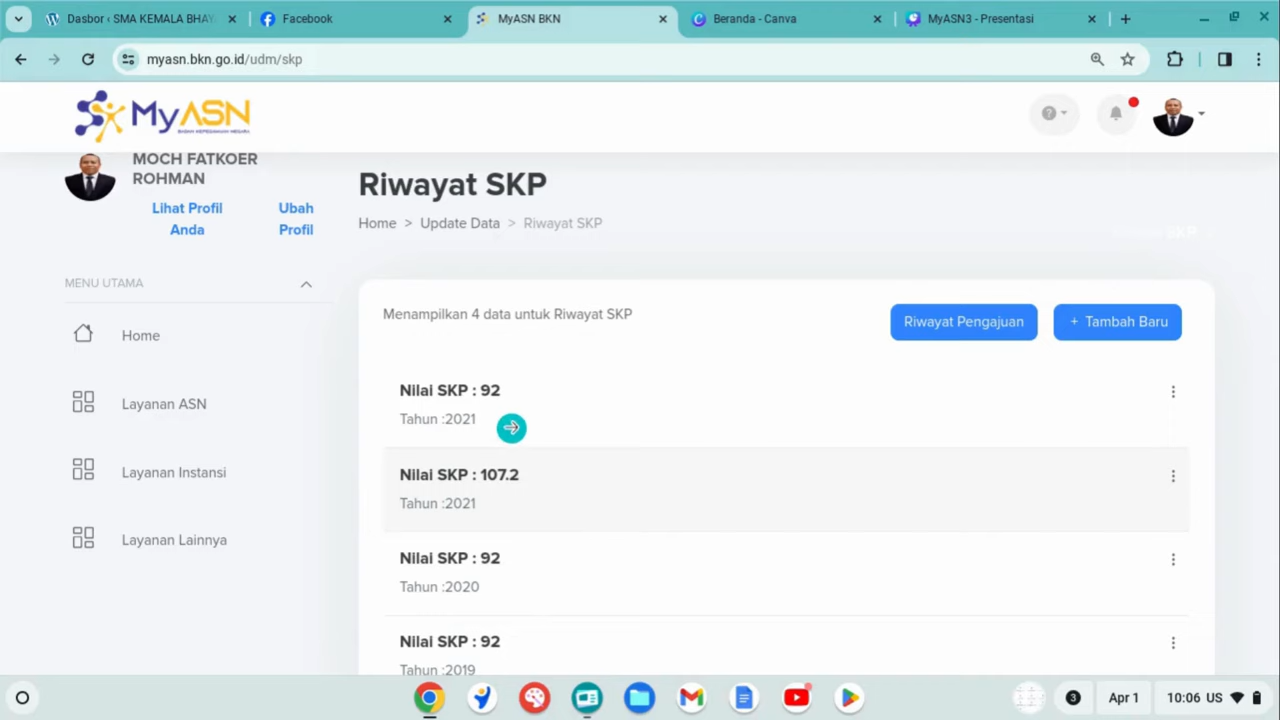 Dasbor ‹ SMA KEMALA BHAY
Facebook
MyASN BKN
Beranda - Canva
MyASN3 - Presentasi
myasn.bkn.go.id/udm/skp
MyASN
BADAN KEPEGAWAIAN NEGARA
MOCH FATKOER
ROHMAN
Lihat Profil
Anda
Ubah
Profil
MENU UTAMA
Home
Layanan ASN
Layanan Instansi
Layanan Lainnya
Riwayat SKP
Home > Update Data > Riwayat SKP
SKP
Menampilkan 4 data untuk Riwayat SKP
Riwayat Pengajuan
+ Tambah Baru
Nilai SKP : 92
Tahun :2021
Nilai SKP : 107.2
Tahun :2021
Nilai SKP : 92
Tahun :2020
Nilai SKP : 92
Tahun :2019
3
Apr 1
10:06 US